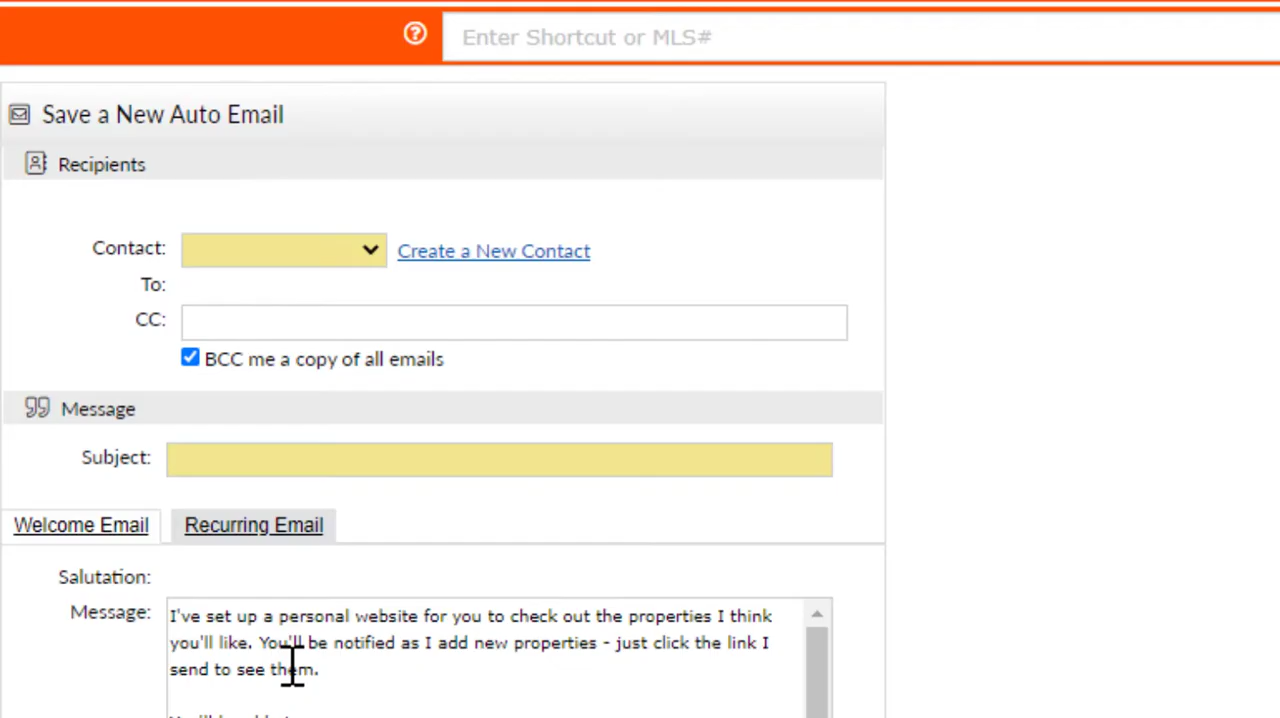 Enter Shortcut or MLS#
Save a New Auto Email
Recipients
Contact:
Create a New Contact
To:
CC:
BCC me a copy of all emails
Message
Subject:
Welcome Email
Recurring Email
Salutation:
Message:
I've set up a personal website for you to check out the properties I think
you'll like. You'll be notified as I add new properties - just click the link I
send to see them.